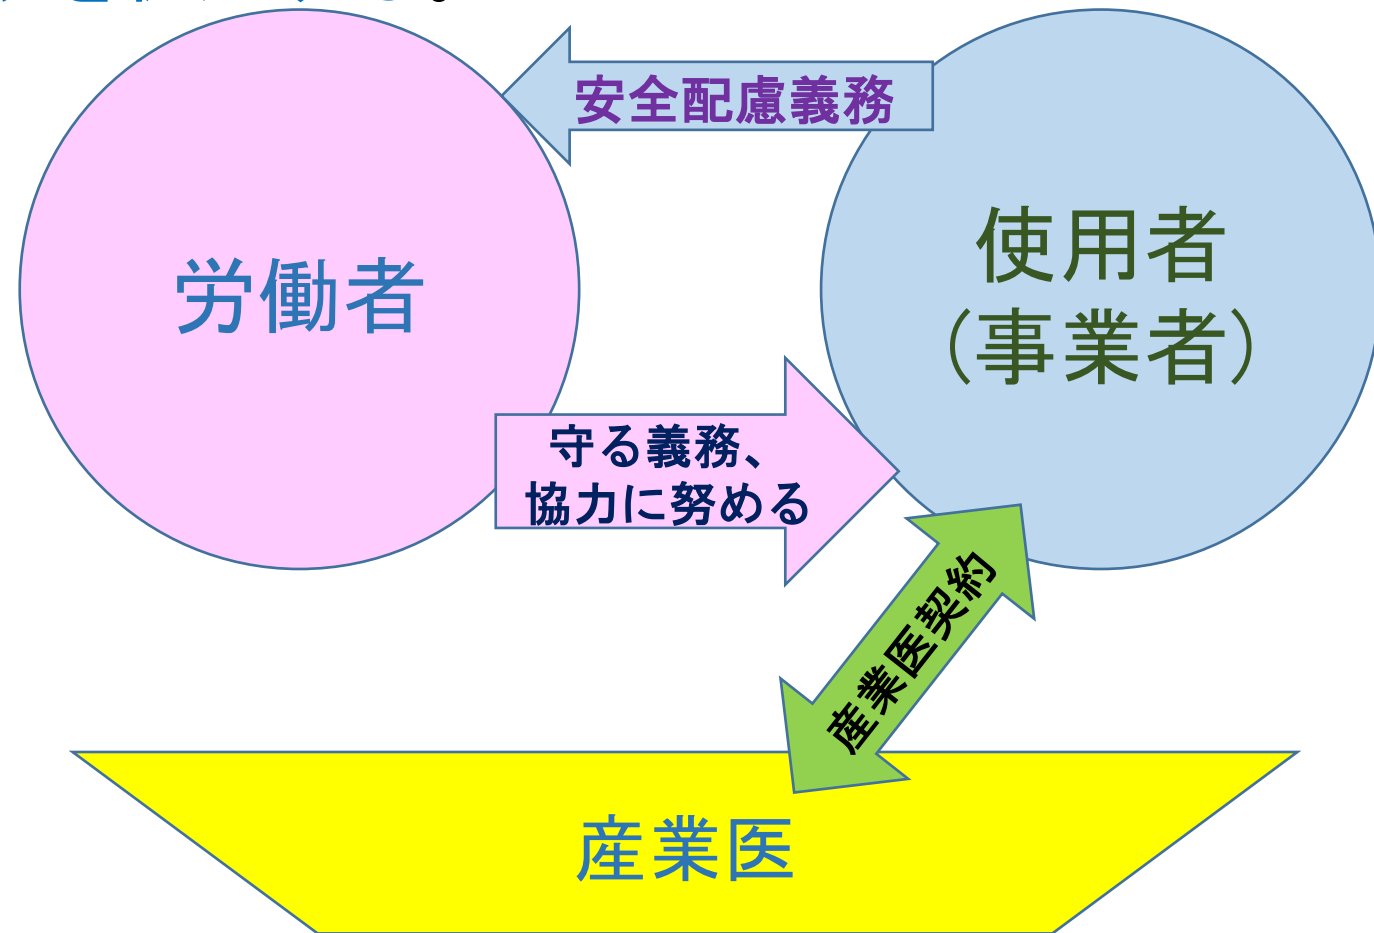 安全配慮義務
労働者
使用者
(事業者)
守る義務、
協力に努める
産業医契約
産業医